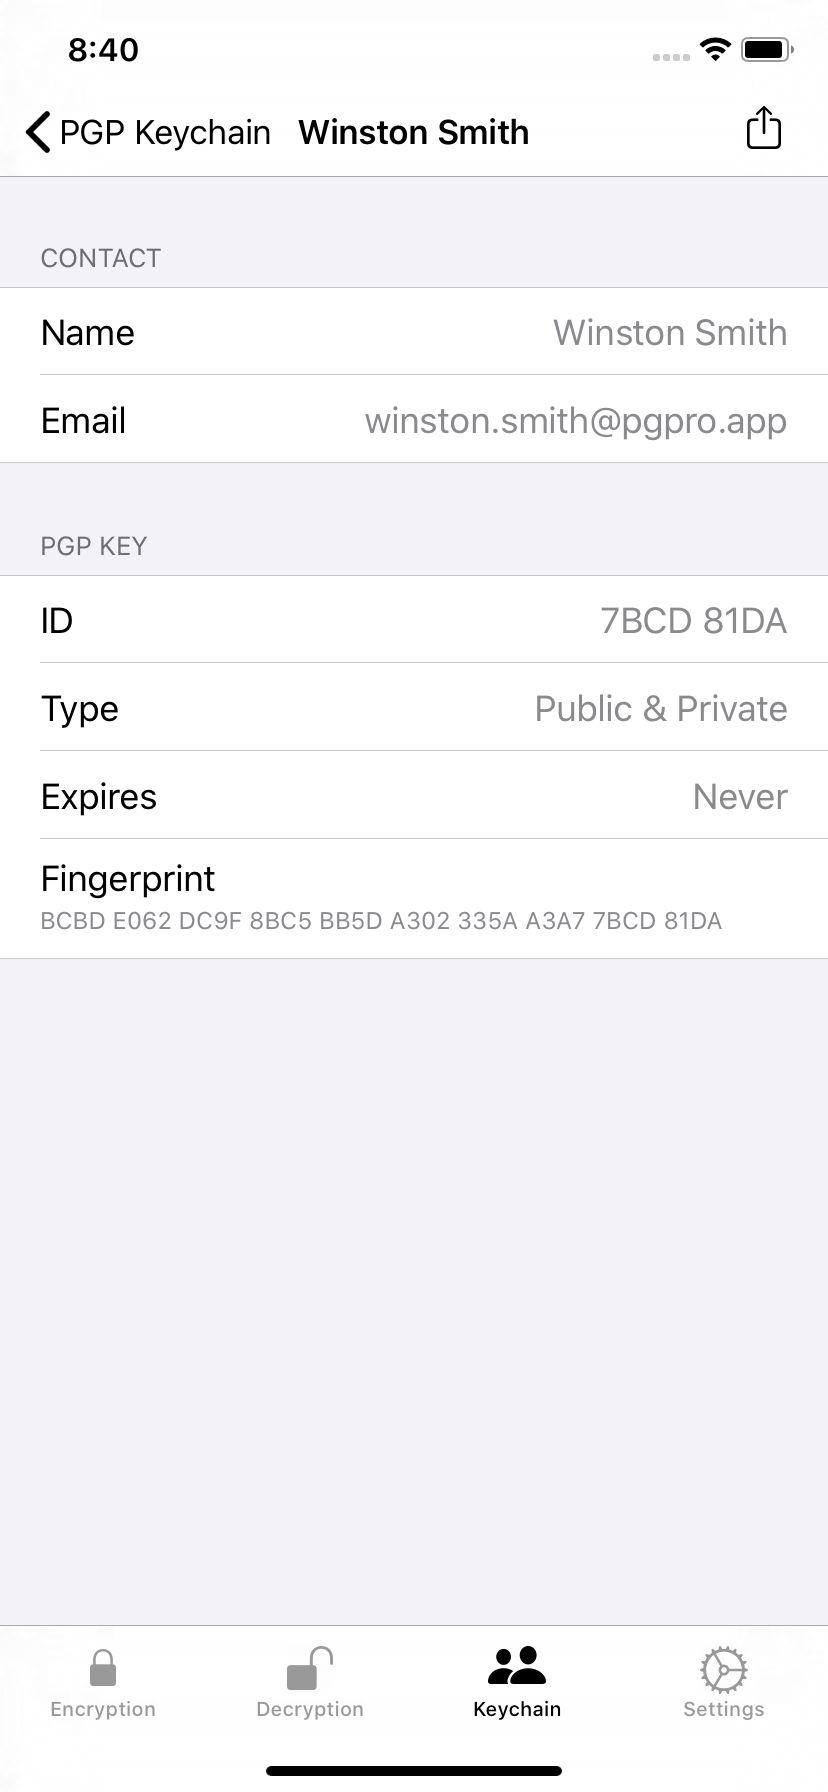 8:40
PGP Keychain Winston Smith
CONTACT
Name Winston Smith
Email winston.smith@pgpro.app
PGP KEY
ID 7BCD 81DA
Type Public & Private
Expires Never
Fingerprint
BCBD E062 DC9F 8BC5 BB5D A302 335A A3A7 7BCD 81DA
Encryption Decryption Keychain Settings